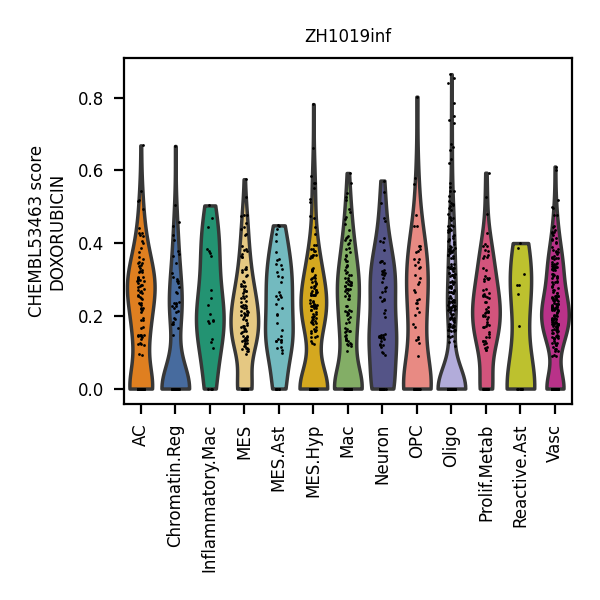 ZH1019inf
CHEMBL53463 score
DOXORUBICIN
0.8
0.6
0.4
0.2
0.0
AC
Chromatin.Reg
Inflammatory.Mac
MES
MES.Ast
MES.Hyp
Mac
Neuron
OPC
Oligo
Prolif.Metab
Reactive.Ast
Vasc